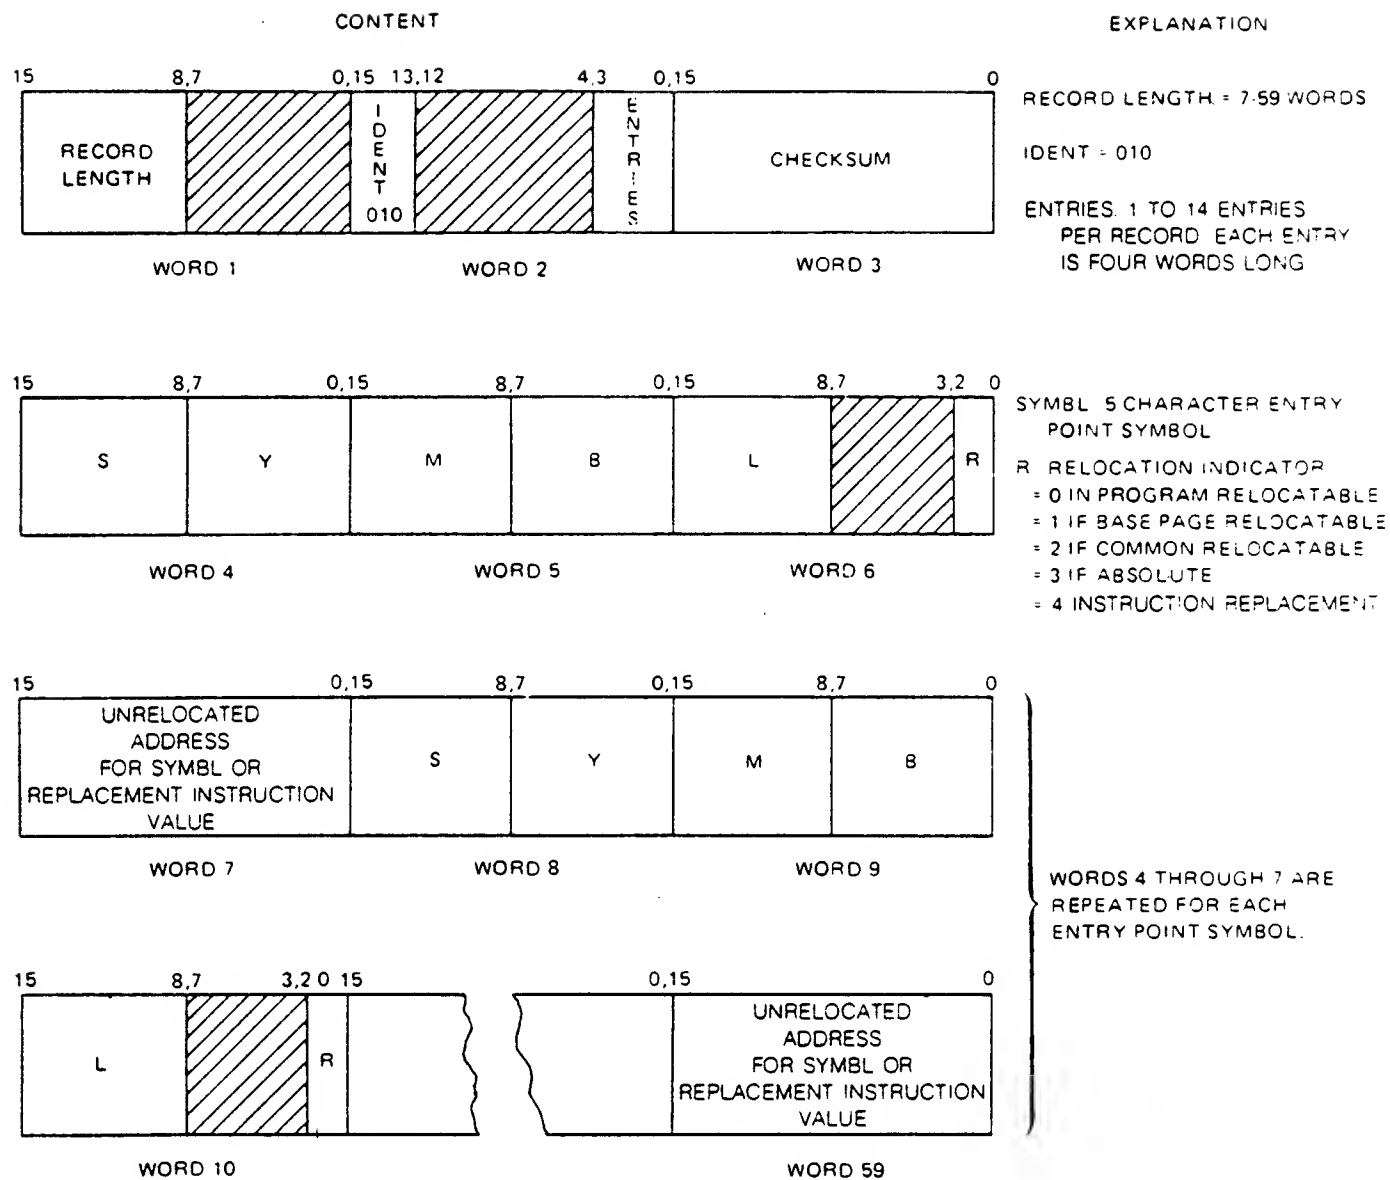 CONTENT
EXPLANATION
15 8,7 0,15 13,12 4,3 0,15 0
RECORD LENGTH = 7-59 WORDS
RECORD
LENGTH
IDENT
010
ENTRIES
CHECKSUM
IDENT = 010
ENTRIES. 1 TO 14 ENTRIES
PER RECORD EACH ENTRY
IS FOUR WORDS LONG
WORD 1 WORD 2 WORD 3
15 8,7 0,15 8,7 0,15 8,7 3,2 0
SYMBL 5 CHARACTER ENTRY
POINT SYMBOL
S Y M B L R
R RELOCATION INDICATOR
= 0 IN PROGRAM RELOCATABLE
= 1 IF BASE PAGE RELOCATABLE
= 2 IF COMMON RELOCATABLE
= 3 IF ABSOLUTE
= 4 INSTRUCTION REPLACEMENT
WORD 4 WORD 5 WORD 6
15 0,15 8,7 0,15 8,7 0
UNRELOCATED
ADDRESS
FOR SYMBL OR
REPLACEMENT INSTRUCTION
VALUE
S Y M B
WORD 7 WORD 8 WORD 9
WORDS 4 THROUGH 7 ARE
REPEATED FOR EACH
ENTRY POINT SYMBOL.
15 8,7 3,2 0 15 0,15 0
L R
UNRELOCATED
ADDRESS
FOR SYMBL OR
REPLACEMENT INSTRUCTION
VALUE
WORD 10 WORD 59